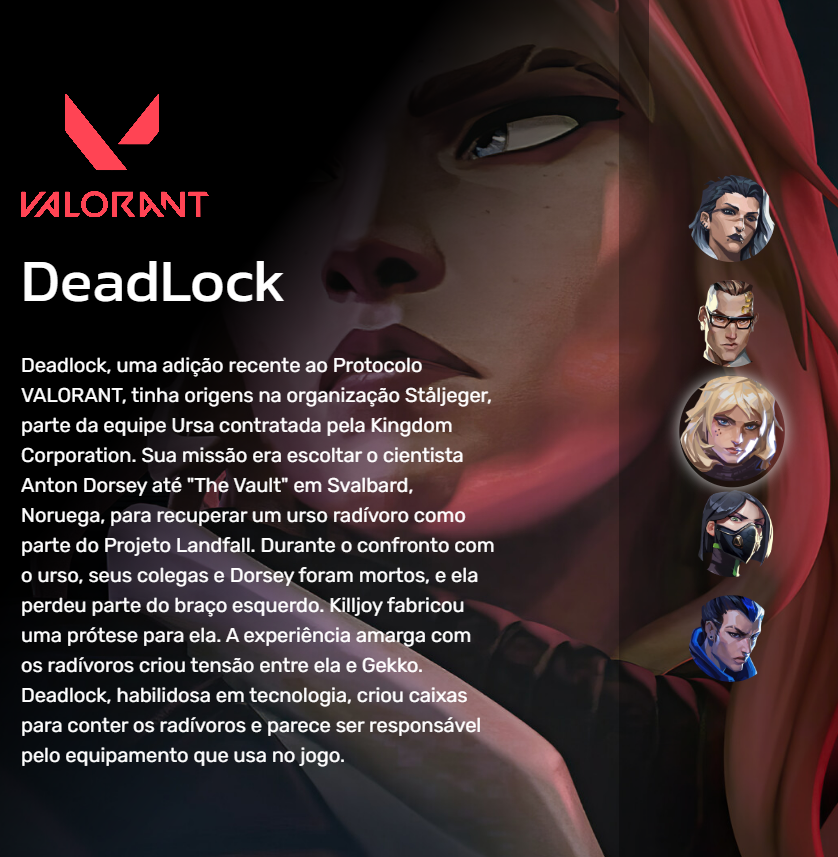 VALORANT
DeadLock
Deadlock, uma adição recente ao Protocolo
VALORANT, tinha origens na organização Ståljeger,
parte da equipe Ursa contratada pela Kingdom
Corporation. Sua missão era escoltar o cientista
Anton Dorsey até "The Vault" em Svalbard,
Noruega, para recuperar um urso radívoro como
parte do Projeto Landfall. Durante o confronto com
o urso, seus colegas e Dorsey foram mortos, e ela
perdeu parte do braço esquerdo. Killjoy fabricou
uma prótese para ela. A experiência amarga com
os radívoros criou tensão entre ela e Gekko.
Deadlock, habilidosa em tecnologia, criou caixas
para conter os radívoros e parece ser responsável
pelo equipamento que usa no jogo.